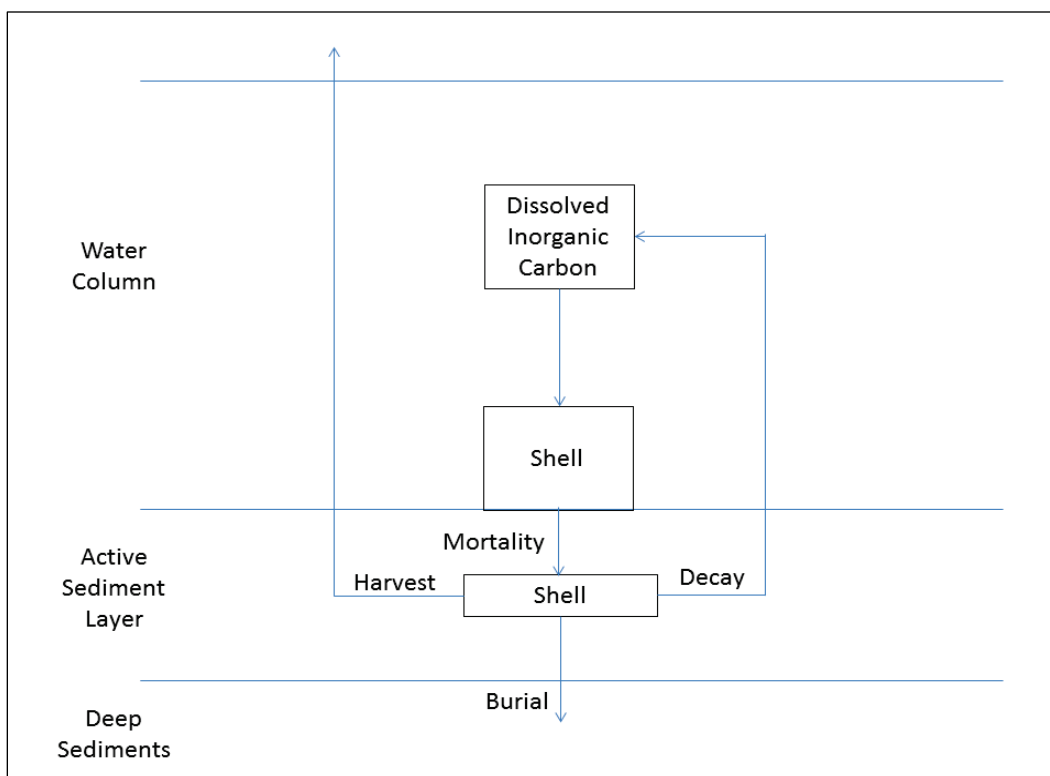 Dissolved
Inorganic
Carbon
Water
Column
Shell
Mortality
Active
Sediment
Layer
Harvest
Shell
Decay
Burial
Deep
Sediments